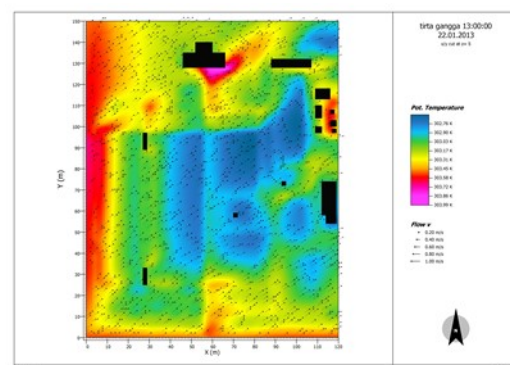 tirta gangga 13:00:00
22.01.2013
Pot. Temperature
302.76 K
302.90 K
303.03 K
303.17 K
303.31 K
303.45 K
303.58 K
303.72 K
303.86 K
303.99 K
Flow v
0.20 m/s
0.40 m/s
0.60 m/s
0.80 m/s
1.00 m/s
Y (m)
150
140
130
120
110
100
90
80
70
60
50
40
30
20
10
0
0 10 20 30 40 50 60 70 80 90 100 110 120
X (m)